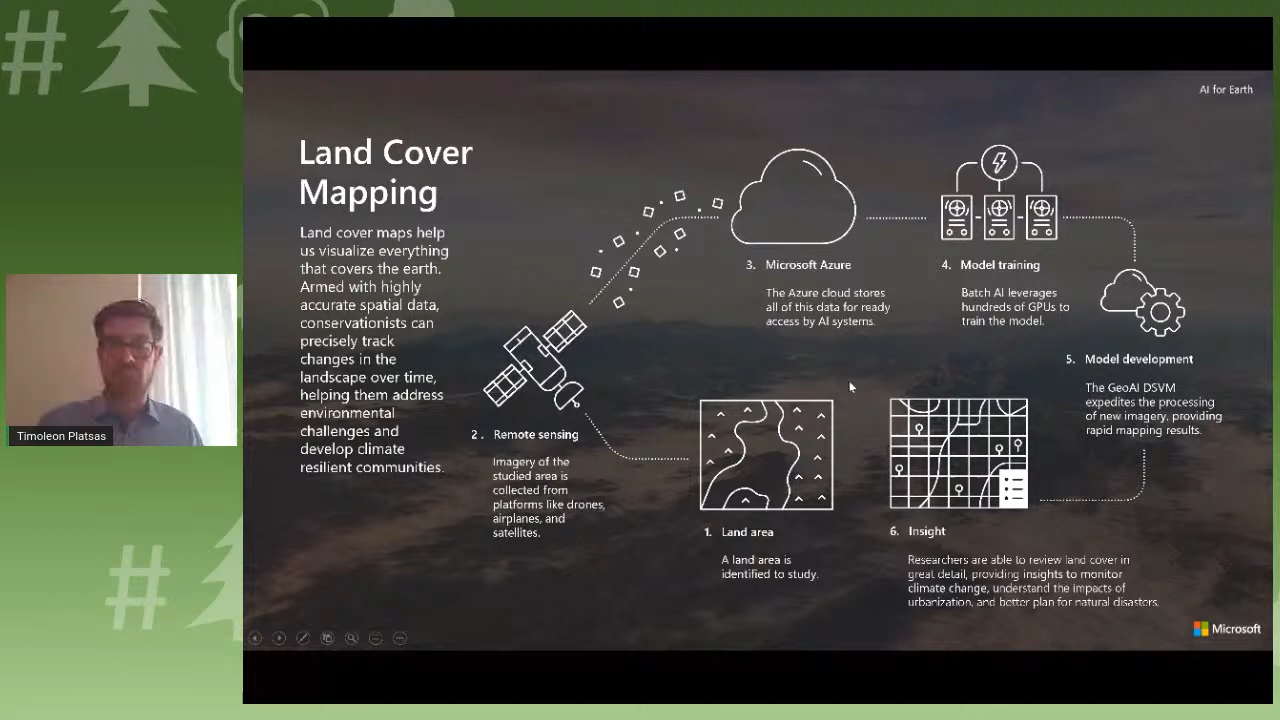 AI for Earth
Land Cover
Mapping
Land cover maps help
us visualize everything
that covers the earth.
Armed with highly
accurate spatial data,
conservationists can
precisely track
changes in the
landscape over time,
helping them address
environmental
challenges and
develop climate
resilient communities.
Timoleon Platsas
1. Land area
A land area is
identified to study.
2. Remote sensing
Imagery of the
studied area is
collected from
platforms like drones,
airplanes, and
satellites.
3. Microsoft Azure
The Azure cloud stores
all of this data for ready
access by AI systems.
4. Model training
Batch AI leverages
hundreds of GPUs to
train the model.
5. Model development
The GeoAI DSVM
expedites the processing
of new imagery, providing
rapid mapping results.
6. Insight
Researchers are able to review land cover in
great detail, providing insights to monitor
climate change, understand the impacts of
urbanization, and better plan for natural disasters.
Microsoft